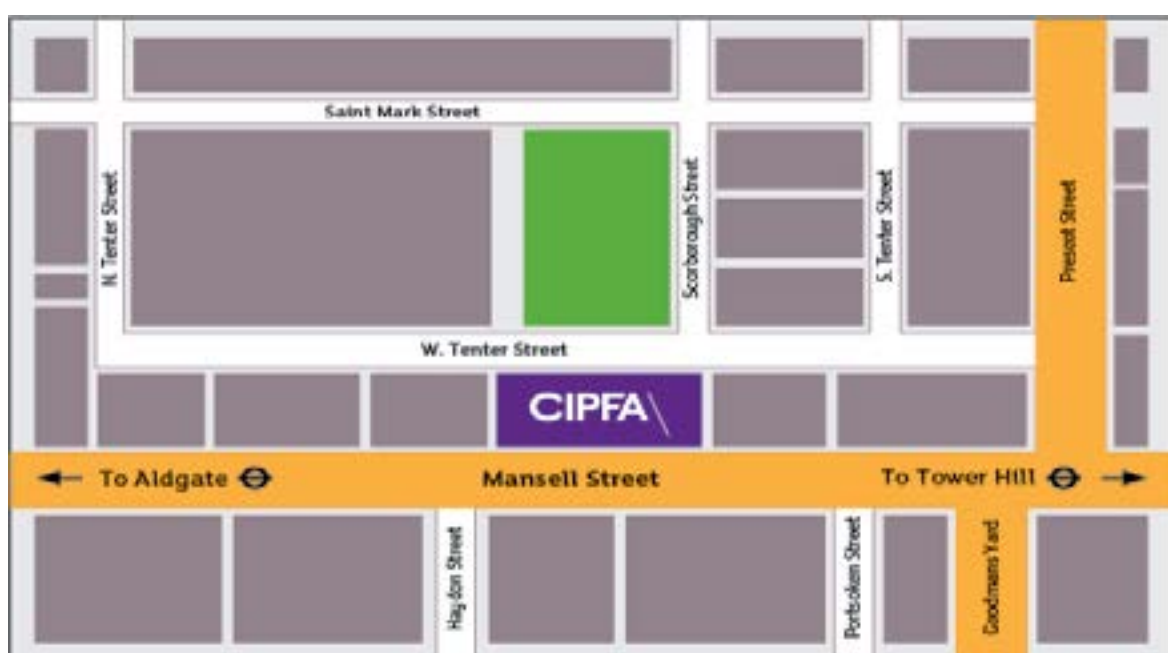 Saint Mark Street
N. Tenter Street
Scorborough Street
S. Tenter Street
Prescot Street
W. Tenter Street
CIPFA\
To Aldgate
Mansell Street
To Tower Hill
Haydon Street
Portsoken Street
Goodmans Yard